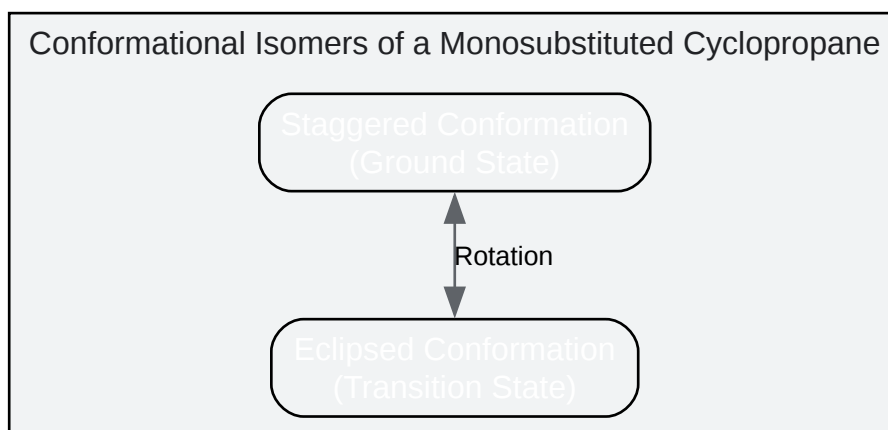 Conformational Isomers of a Monosubstituted Cyclopropane
Staggered Conformation
(Ground State)
Rotation
Eclipsed Conformation
(Transition State)